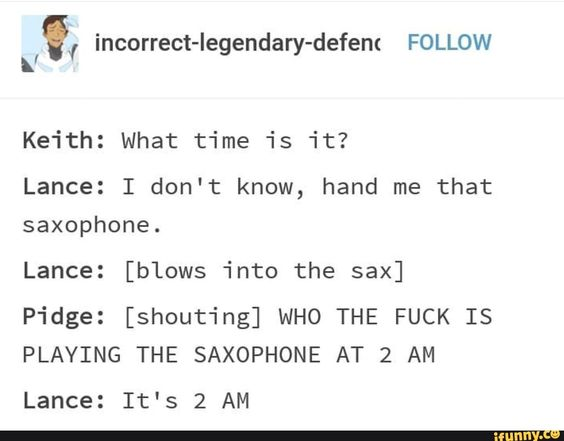 incorrect-legendary-defenc FOLLOW
Keith: What time is it?
Lance: I don't know, hand me that
saxophone.
Lance: [blows into the sax]
Pidge: [shouting] WHO THE FUCK IS
PLAYING THE SAXOPHONE AT 2 AM
Lance: It's 2 AM
ifunny.co